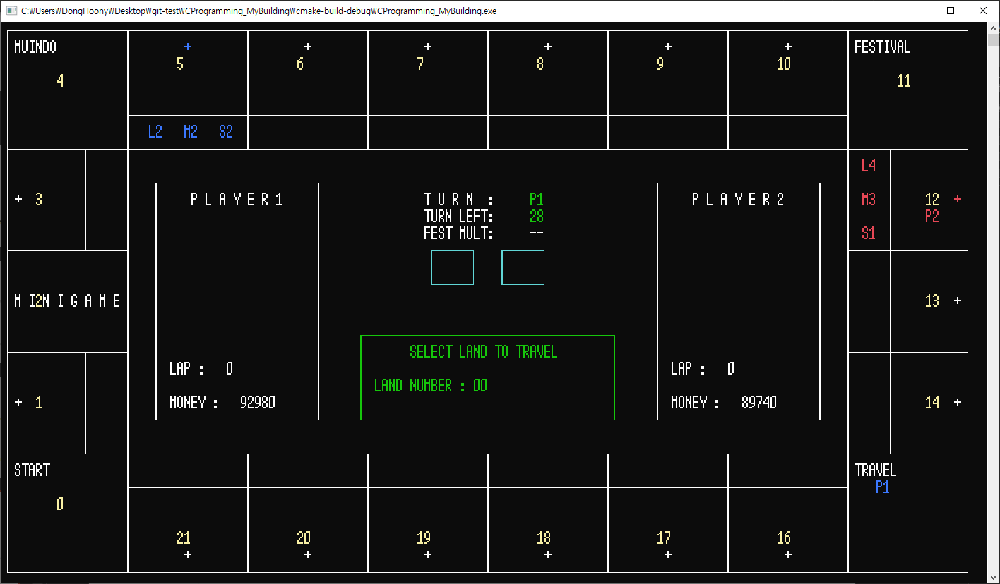 C:₩Users₩DongHoony₩Desktop₩git-test₩CProgramming_MyBuilding₩cmake-build-debug₩CProgramming_MyBuilding.exe
MUINDO + + + + + + FESTIVAL
5 6 7 8 9 10
4 11
L2 M2 S2
L4
P L A Y E R 1 T U R N : P1 P L A Y E R 2
+ 3 M3 12 +
TURN LEFT: 28 P2
FEST MULT: -- S1
M I2N I G A M E 13 +
SELECT LAND TO TRAVEL
LAP : 0 LAP : 0
LAND NUMBER : 00
+ 1 MONEY : 92980 MONEY : 89740 14 +
START TRAVEL
P1
0
21 20 19 18 17 16
+ + + + + +